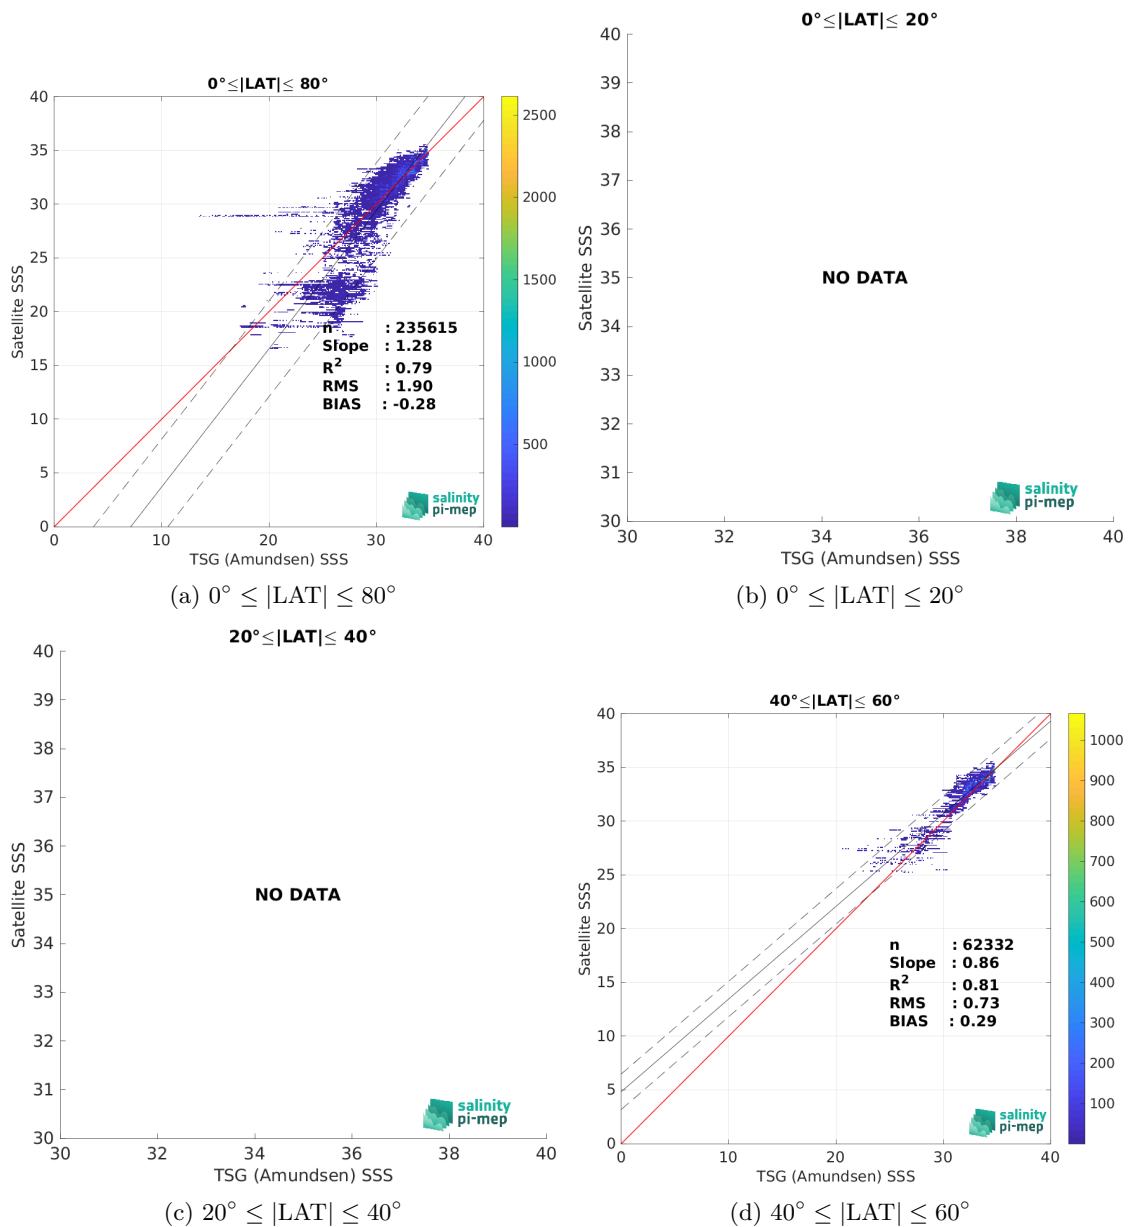 0°≤|LAT|≤ 80°
40
35
30
25
20
15
10
5
0
0
10
20
30
40
Satellite SSS
TSG (Amundsen) SSS
n : 235615
Slope : 1.28
R² : 0.79
RMS : 1.90
BIAS : -0.28
2500
2000
1500
1000
500
salinity
pi-mep
(a) 0° ≤ |LAT| ≤ 80°
0°≤|LAT|≤ 20°
40
39
38
37
36
35
34
33
32
31
30
30
32
34
36
38
40
Satellite SSS
NO DATA
TSG (Amundsen) SSS
salinity
pi-mep
(b) 0° ≤ |LAT| ≤ 20°
20°≤|LAT|≤ 40°
40
39
38
37
36
35
34
33
32
31
30
30
32
34
36
38
40
Satellite SSS
NO DATA
TSG (Amundsen) SSS
salinity
pi-mep
(c) 20° ≤ |LAT| ≤ 40°
40°≤|LAT|≤ 60°
40
35
30
25
20
15
10
5
0
0
10
20
30
40
Satellite SSS
TSG (Amundsen) SSS
n : 62332
Slope : 0.86
R² : 0.81
RMS : 0.73
BIAS : 0.29
1000
900
800
700
600
500
400
300
200
100
salinity
pi-mep
(d) 40° ≤ |LAT| ≤ 60°